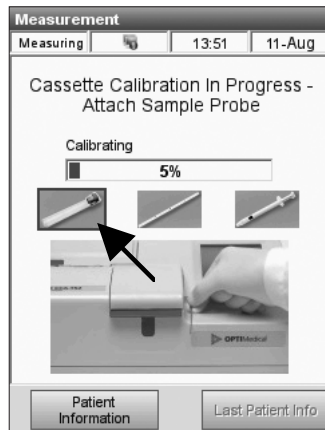 Measurement
Measuring 13:51 11-Aug
Cassette Calibration In Progress -
Attach Sample Probe
Calibrating
5%
OPTIMedical
Patient
Information
Last Patient Info